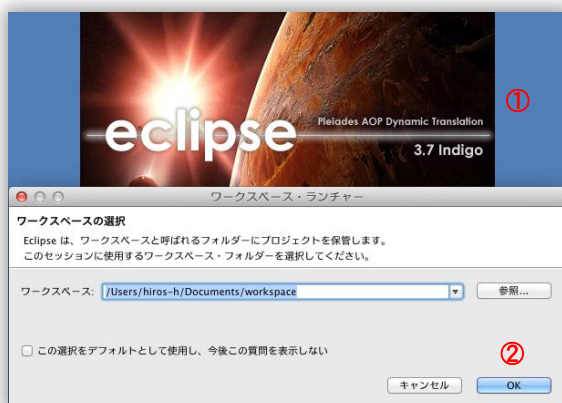 ①
eclipse
Pleiades AOP Dynamic Translation
3.7 Indigo
ワークスペース・ランチャー
ワークスペースの選択
Eclipse は、ワークスペースと呼ばれるフォルダーにプロジェクトを保管します。
このセッションに使用するワークスペース・フォルダーを選択してください。
ワークスペース: /Users/hiros-h/Documents/workspace 参照...
この選択をデフォルトとして使用し、今後この質問を表示しない
②
キャンセル OK